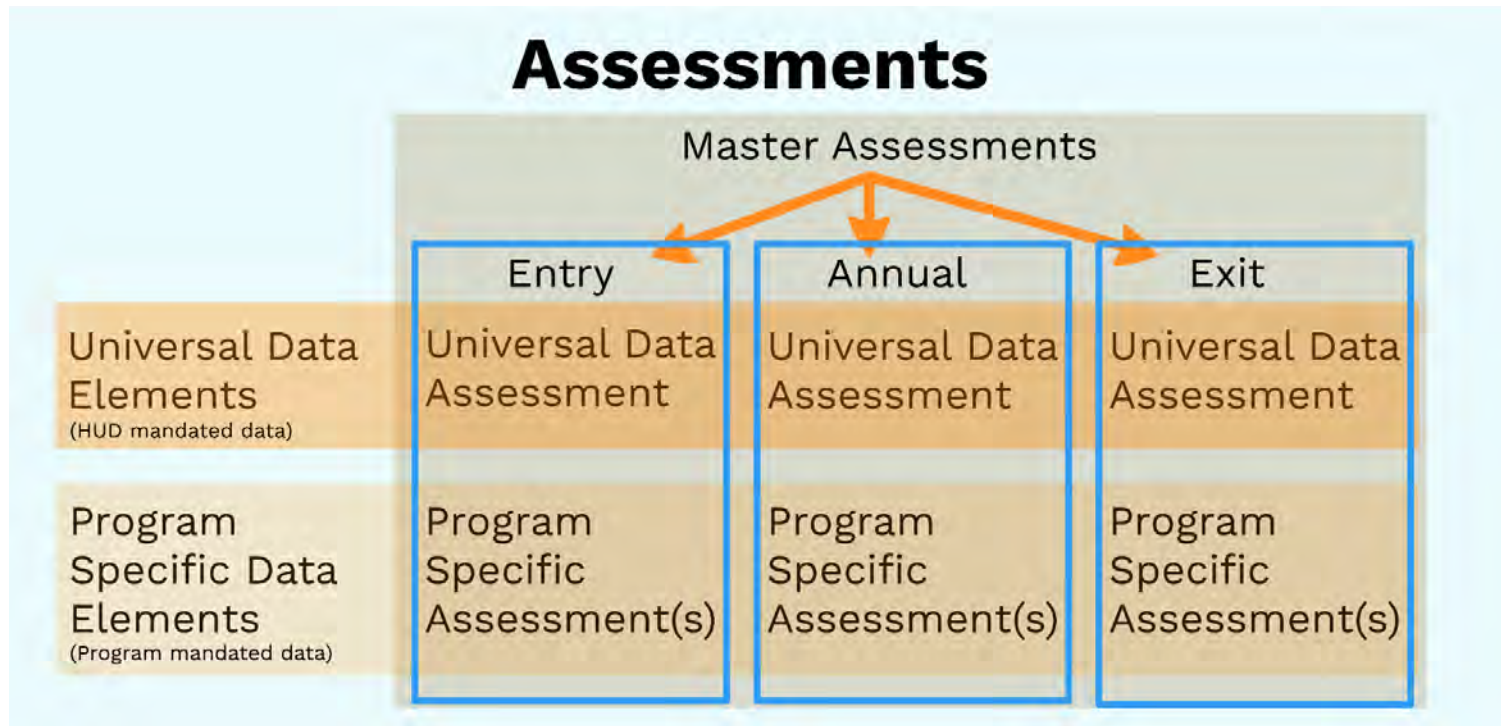 Assessments
Master Assessments
Entry
Annual
Exit
Universal Data
Elements
(HUD mandated data)
Universal Data
Assessment
Universal Data
Assessment
Universal Data
Assessment
Program
Specific Data
Elements
(Program mandated data)
Program
Specific
Assessment(s)
Program
Specific
Assessment(s)
Program
Specific
Assessment(s)